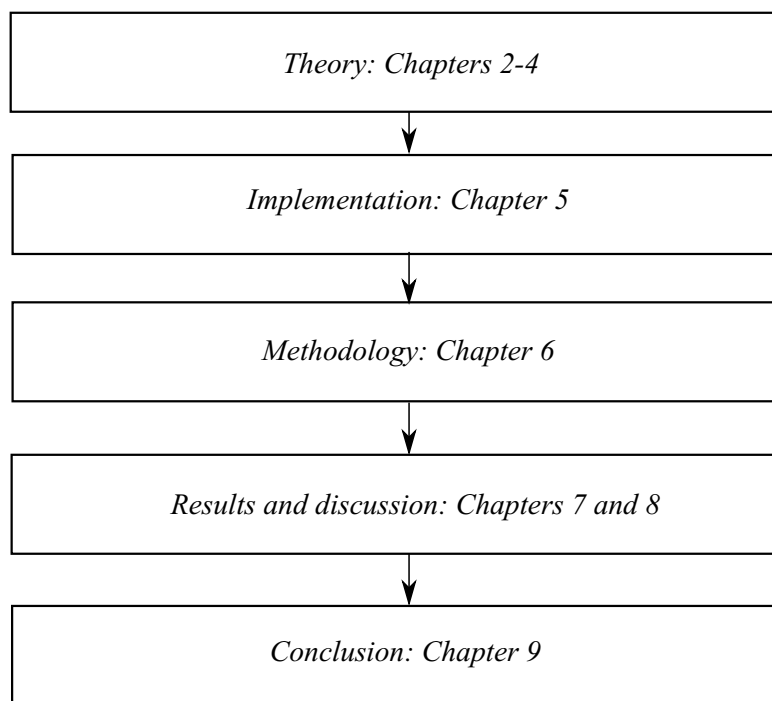 Theory: Chapters 2-4
Implementation: Chapter 5
Methodology: Chapter 6
Results and discussion: Chapters 7 and 8
Conclusion: Chapter 9